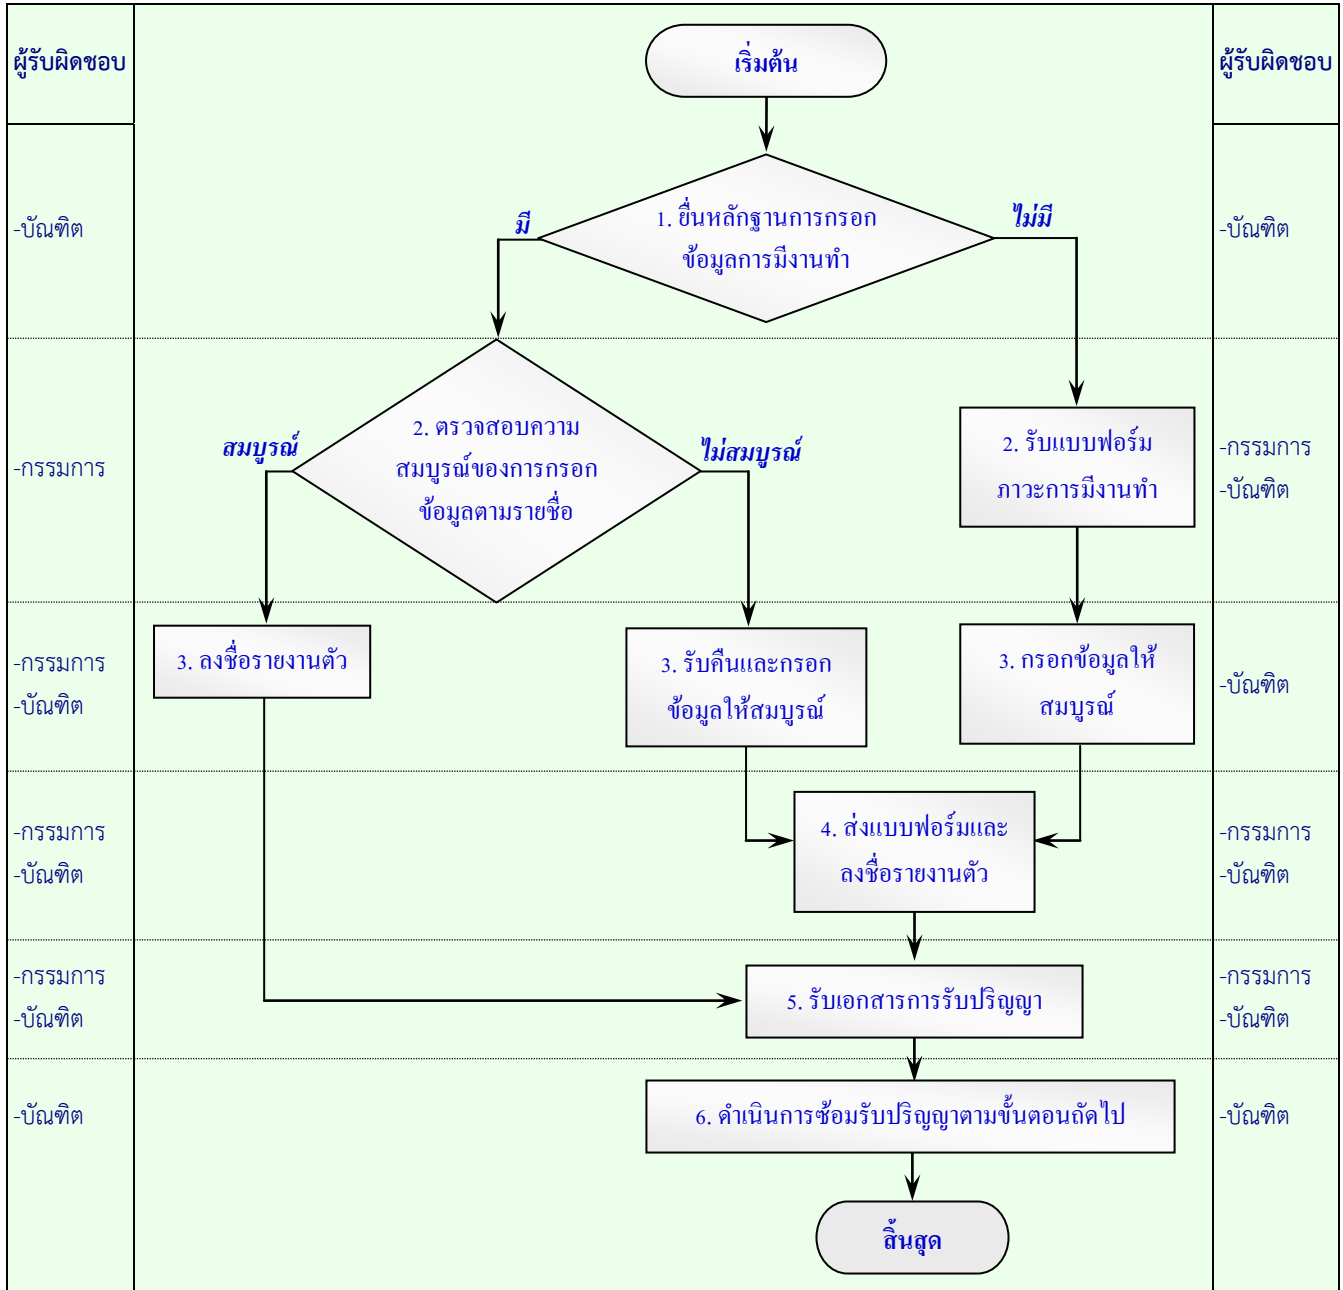 ผู้รับผิดชอบ
เริ่มต้น
ผู้รับผิดชอบ
-บัณฑิต
มี
1. ยื่นหลักฐานการกรอก
ข้อมูลการมีงานทำ
ไม่มี
-บัณฑิต
-กรรมการ
สมบูรณ์
2. ตรวจสอบความ
สมบูรณ์ของการกรอก
ข้อมูลตามรายชื่อ
ไม่สมบูรณ์
2. รับแบบฟอร์ม
ภาวะการมีงานทำ
-กรรมการ
-บัณฑิต
-กรรมการ
-บัณฑิต
3. ลงชื่อรายงานตัว
3. รับคืนและกรอก
ข้อมูลให้สมบูรณ์
3. กรอกข้อมูลให้
สมบูรณ์
-บัณฑิต
-กรรมการ
-บัณฑิต
4. ส่งแบบฟอร์มและ
ลงชื่อรายงานตัว
-กรรมการ
-บัณฑิต
-กรรมการ
-บัณฑิต
5. รับเอกสารการรับปริญญา
-กรรมการ
-บัณฑิต
-บัณฑิต
6. ดำเนินการซ้อมรับปริญญาตามขั้นตอนถัดไป
-บัณฑิต
สิ้นสุด